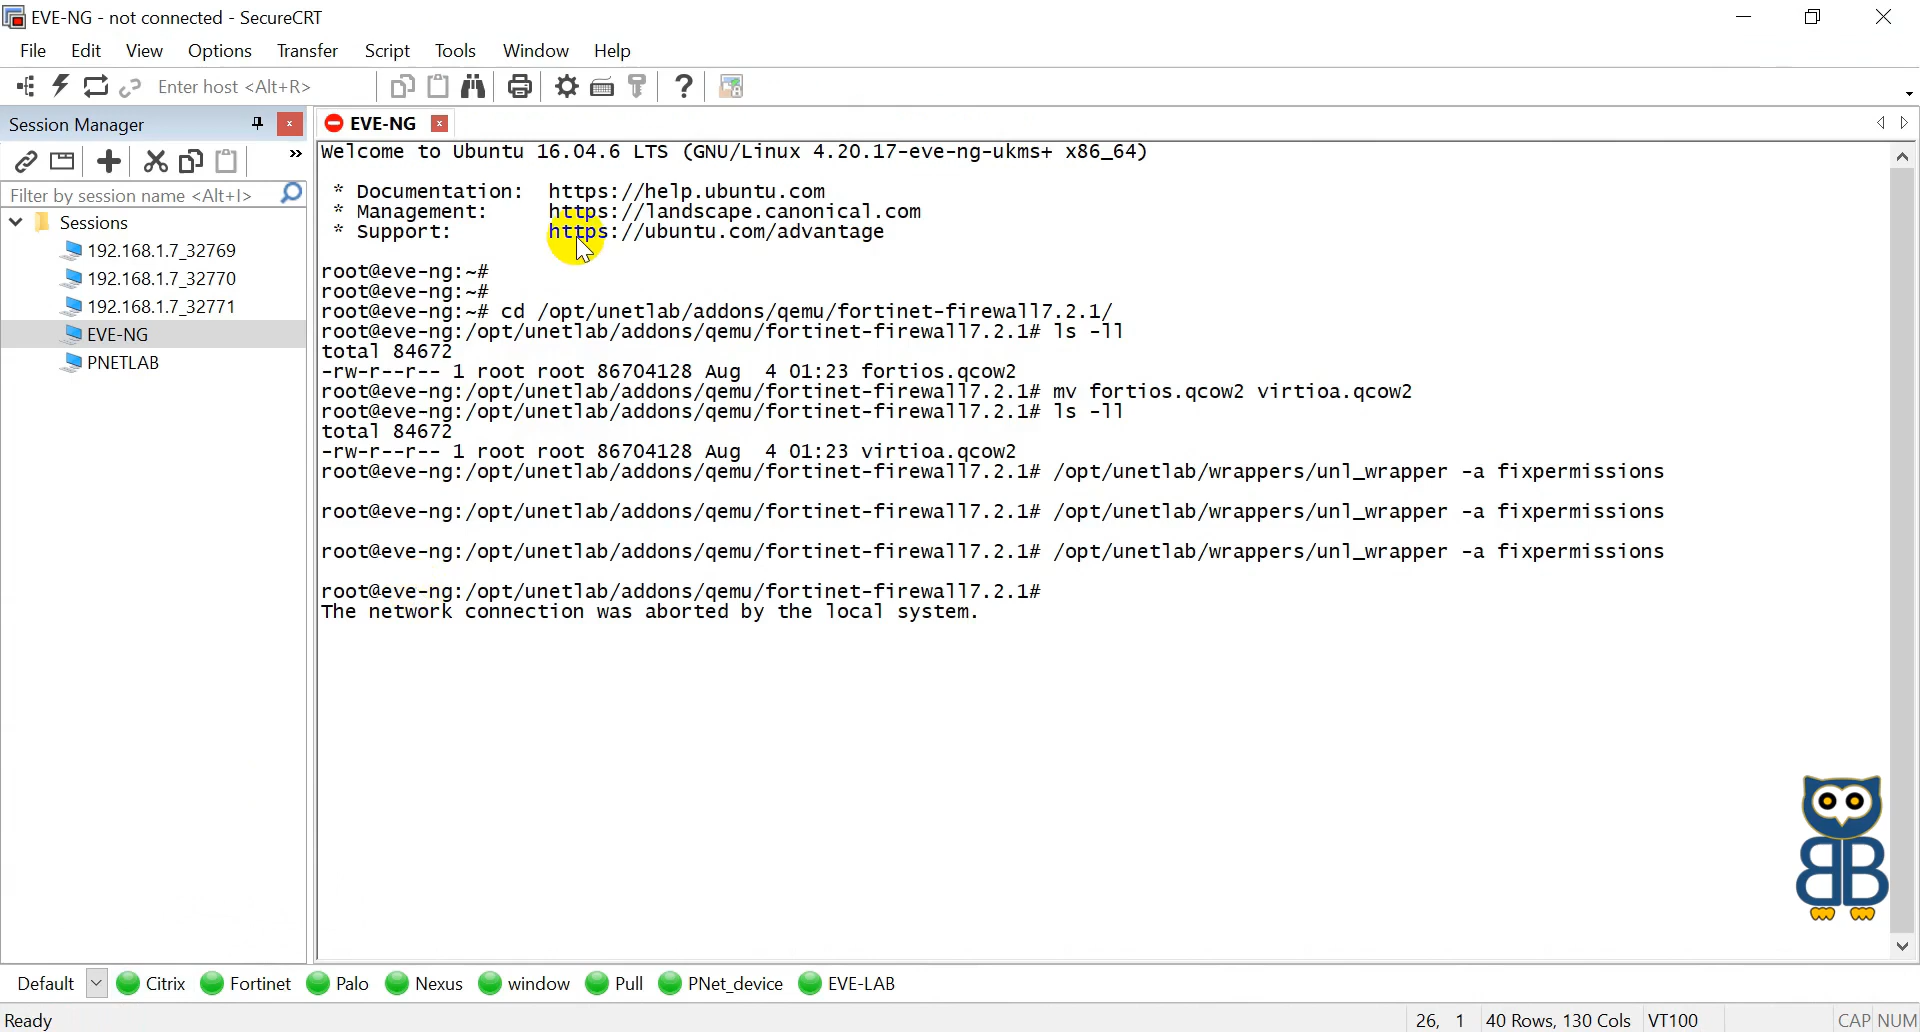 EVE-NG - not connected - SecureCRT
File Edit View Options Transfer Script Tools Window Help
Enter host <Alt+R>
Session Manager
EVE-NG
Filter by session name <Alt+I>
Sessions
192.168.1.7_32769
192.168.1.7_32770
192.168.1.7_32771
EVE-NG
PNETLAB
Welcome to Ubuntu 16.04.6 LTS (GNU/Linux 4.20.17-eve-ng-ukms+ x86_64)
* Documentation:  https://help.ubuntu.com
* Management:     https://landscape.canonical.com
* Support:        https://ubuntu.com/advantage
root@eve-ng:~#
root@eve-ng:~#
root@eve-ng:~# cd /opt/unetlab/addons/qemu/fortinet-firewall7.2.1/
root@eve-ng:/opt/unetlab/addons/qemu/fortinet-firewall7.2.1# ls -ll
total 84672
-rw-r--r-- 1 root root 86704128 Aug  4 01:23 fortios.qcow2
root@eve-ng:/opt/unetlab/addons/qemu/fortinet-firewall7.2.1# mv fortios.qcow2 virtioa.qcow2
root@eve-ng:/opt/unetlab/addons/qemu/fortinet-firewall7.2.1# ls -ll
total 84672
-rw-r--r-- 1 root root 86704128 Aug  4 01:23 virtioa.qcow2
root@eve-ng:/opt/unetlab/addons/qemu/fortinet-firewall7.2.1# /opt/unetlab/wrappers/unl_wrapper -a fixpermissions
root@eve-ng:/opt/unetlab/addons/qemu/fortinet-firewall7.2.1# /opt/unetlab/wrappers/unl_wrapper -a fixpermissions
root@eve-ng:/opt/unetlab/addons/qemu/fortinet-firewall7.2.1# /opt/unetlab/wrappers/unl_wrapper -a fixpermissions
root@eve-ng:/opt/unetlab/addons/qemu/fortinet-firewall7.2.1#
The network connection was aborted by the local system.
BB
Default Citrix Fortinet Palo Nexus window Pull PNet_device EVE-LAB
Ready 26, 1 40 Rows, 130 Cols VT100 CAP NUM